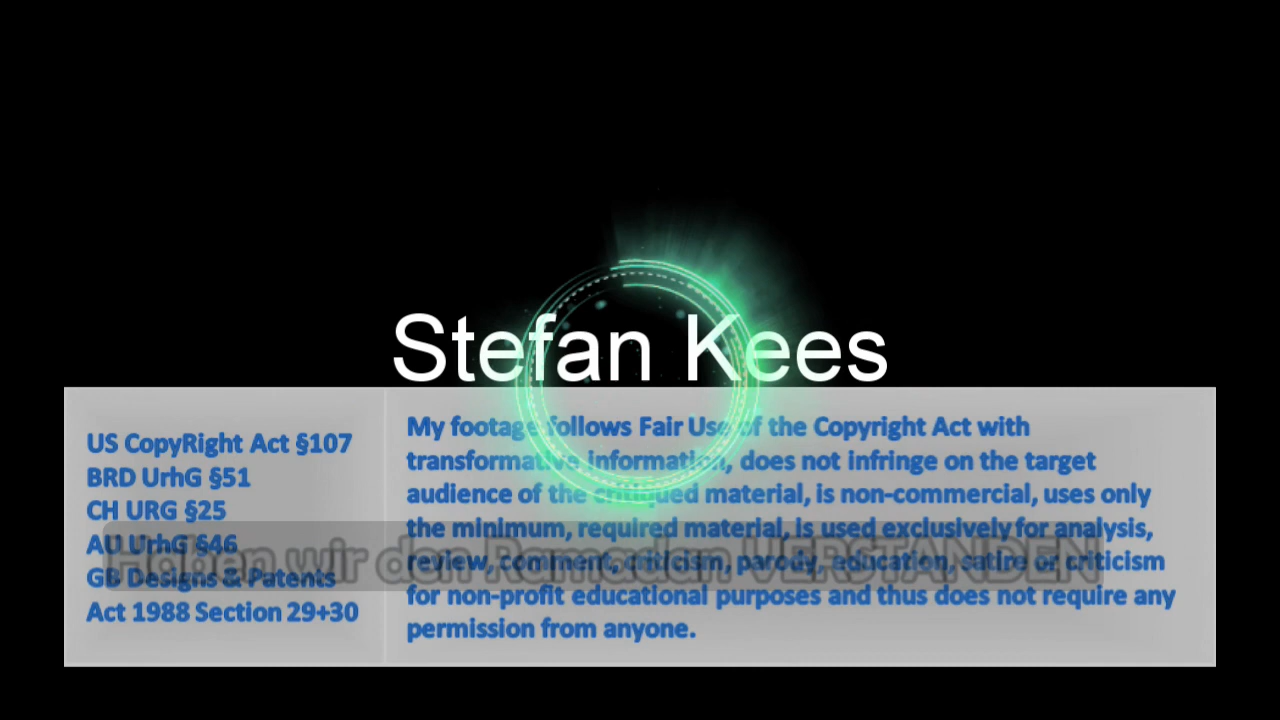 Stefan Kees
US CopyRight Act §107
BRD UrhG §51
CH URG §25
AU UrhG §46
GB Designs & Patents
Act 1988 Section 29+30
My footage follows Fair Use of the Copyright Act with
transformative information, does not infringe on the target
audience of the critiqued material, is non-commercial, uses only
the minimum, required material, is used exclusively for analysis,
review, comment, criticism, parody, education, satire or criticism
for non-profit educational purposes and thus does not require any
permission from anyone.
Haben wir den Ramadan VERSTANDEN